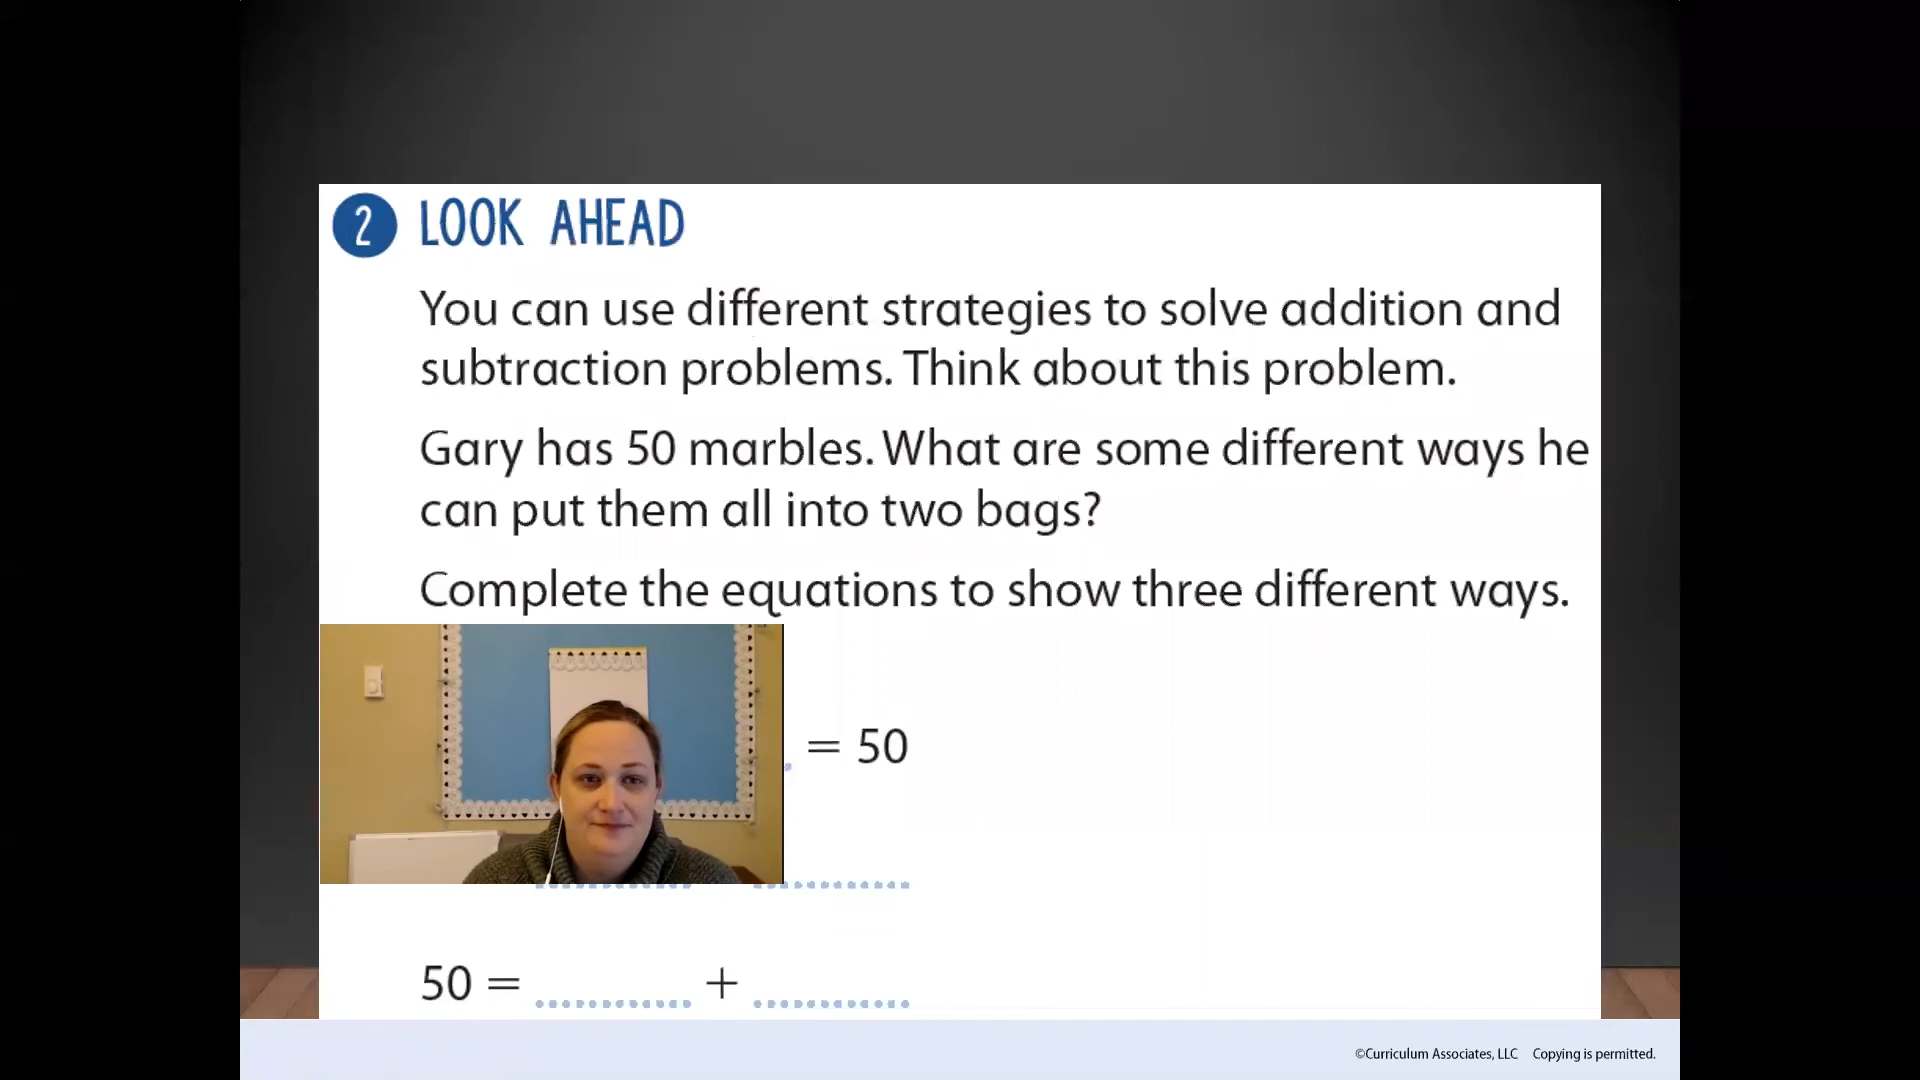 2 LOOK AHEAD
You can use different strategies to solve addition and
subtraction problems. Think about this problem.
Gary has 50 marbles. What are some different ways he
can put them all into two bags?
Complete the equations to show three different ways.
= 50
50 = +
©Curriculum Associates, LLC Copying is permitted.